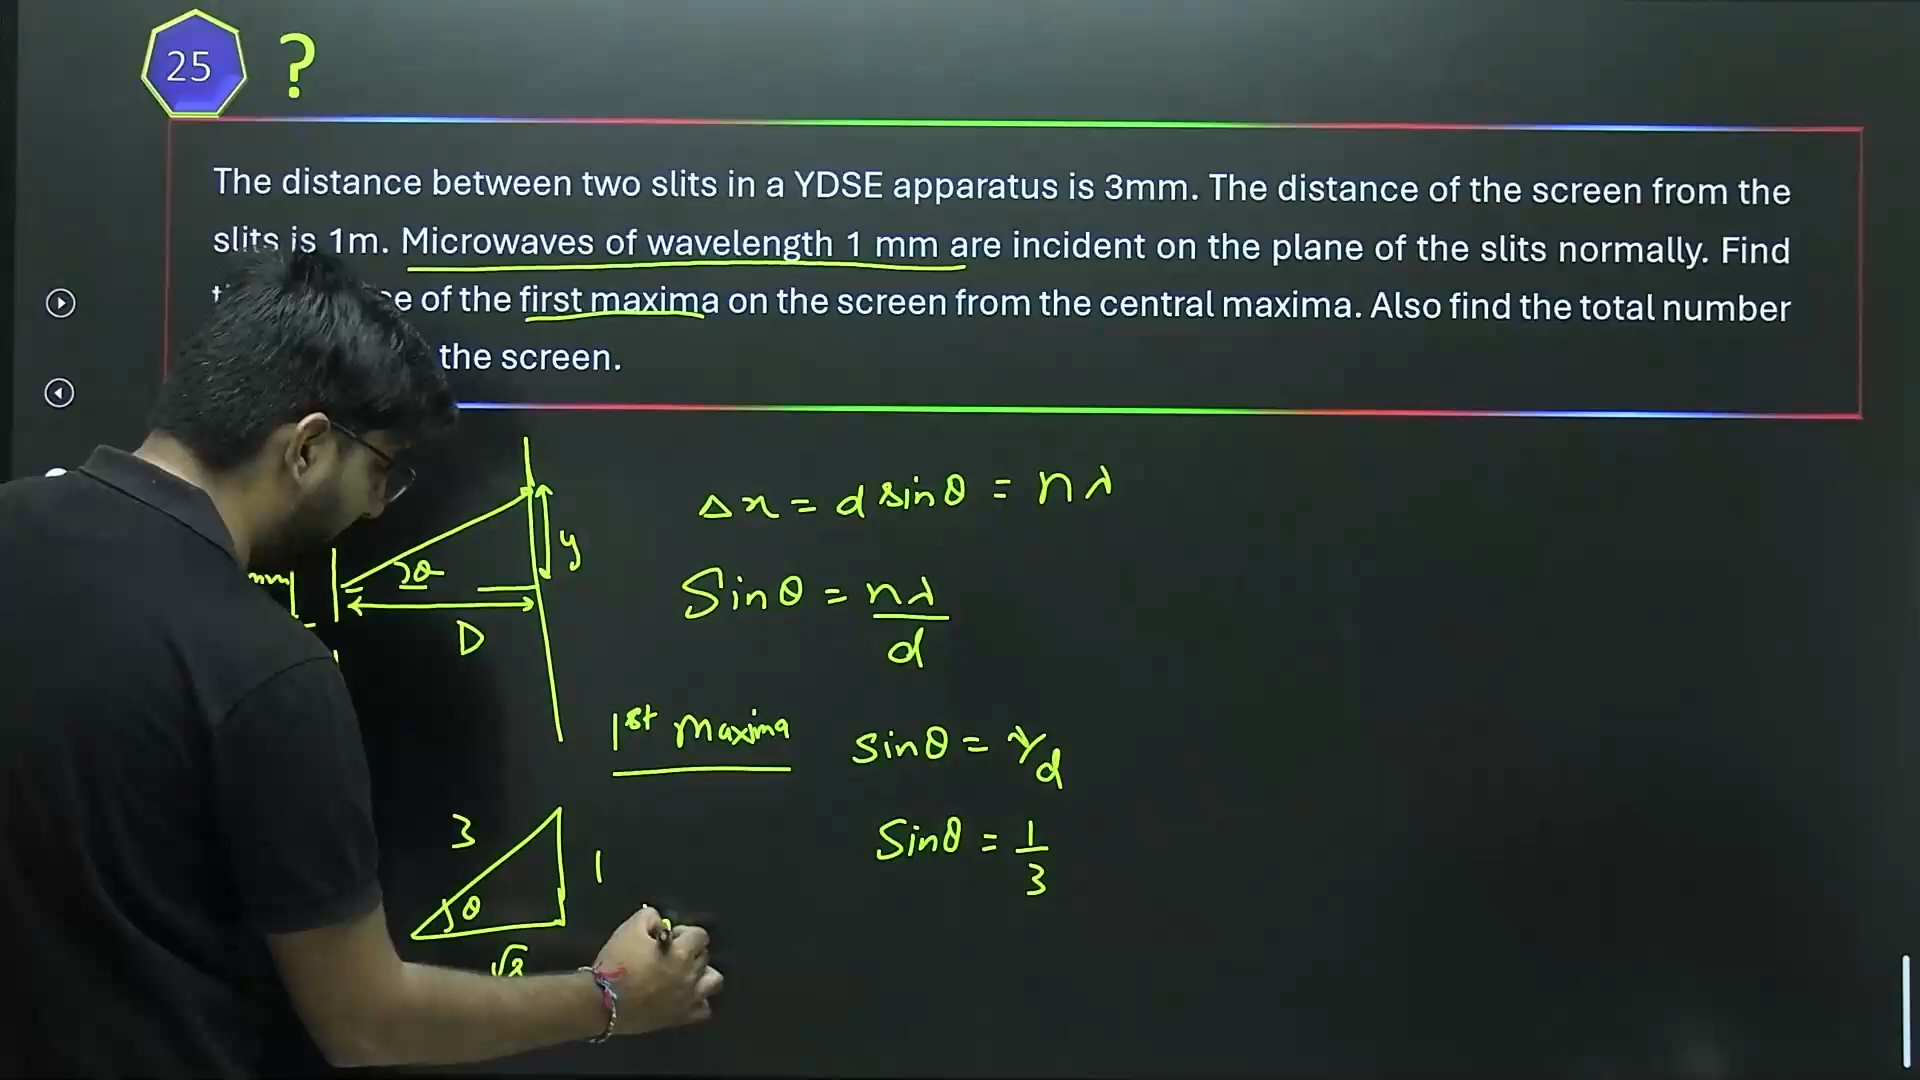 25 ?
The distance between two slits in a YDSE apparatus is 3mm. The distance of the screen from the
slits is 1m. Microwaves of wavelength 1 mm are incident on the plane of the slits normally. Find
of the first maxima on the screen from the central maxima. Also find the total number
the screen.
Δx = d sinθ = nλ
θ
y
mm
D
Sinθ = nλ/d
1st Maxima
sinθ = λ/d
3
1
θ
Sinθ = 1/3
√8